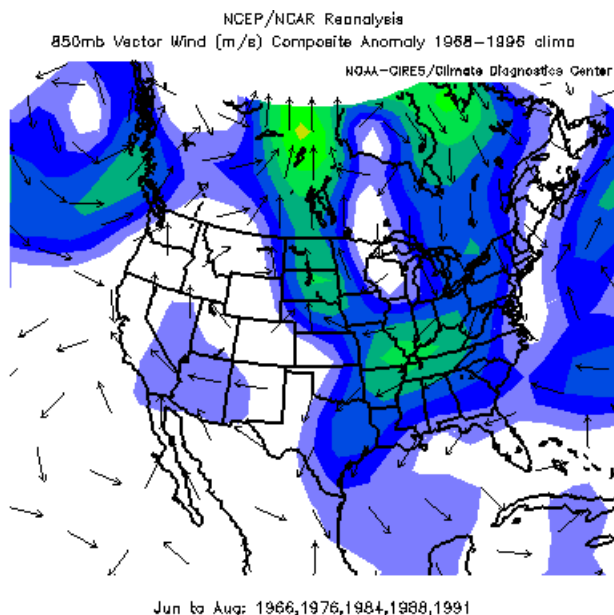 NCEP/NCAR Reanalysis
850mb Vector Wind (m/s) Composite Anomaly 1968-1996 clima
NOAA-CIRES/Climate Diagnostics Center
Jun to Aug: 1966,1976,1984,1988,1991